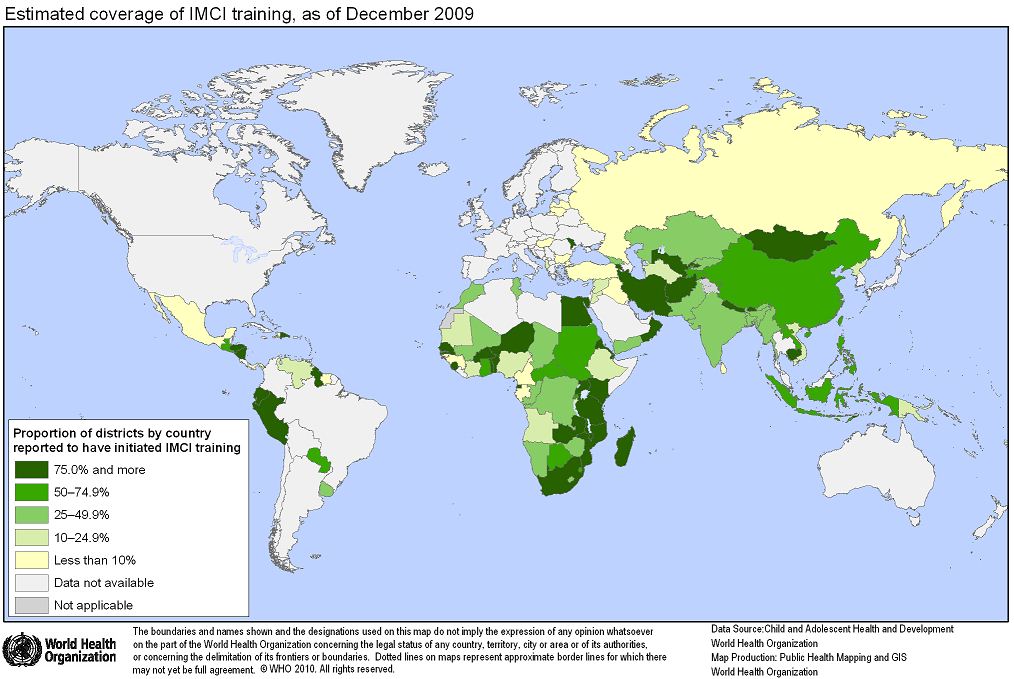 Estimated coverage of IMCI training, as of December 2009
Proportion of districts by country
reported to have initiated IMCI training
75.0% and more
50–74.9%
25–49.9%
10–24.9%
Less than 10%
Data not available
Not applicable
World Health
Organization
The boundaries and names shown and the designations used on this map do not imply the expression of any opinion whatsoever
on the part of the World Health Organization concerning the legal status of any country, territory, city or area or of its authorities,
or concerning the delimitation of its frontiers or boundaries. Dotted lines on maps represent approximate border lines for which there
may not yet be full agreement. © WHO 2010. All rights reserved.
Data Source:Child and Adolescent Health and Development
World Health Organization
Map Production: Public Health Mapping and GIS
World Health Organization